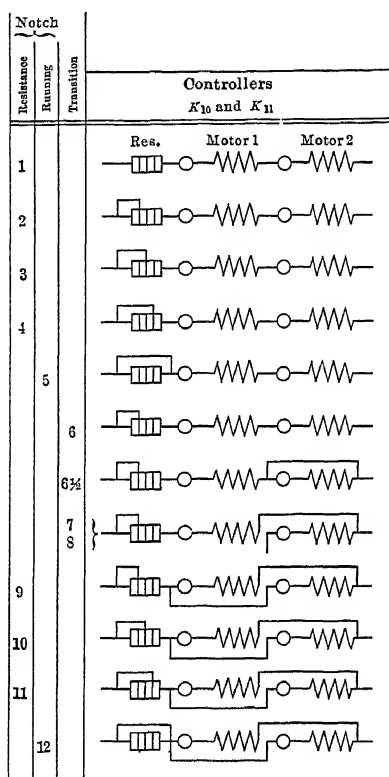 Notch
Resistance
Running
Transition
Controllers
K10 and K11
Res. Motor 1 Motor 2
1
2
3
4
5
6
6½
7
8
9
10
11
12